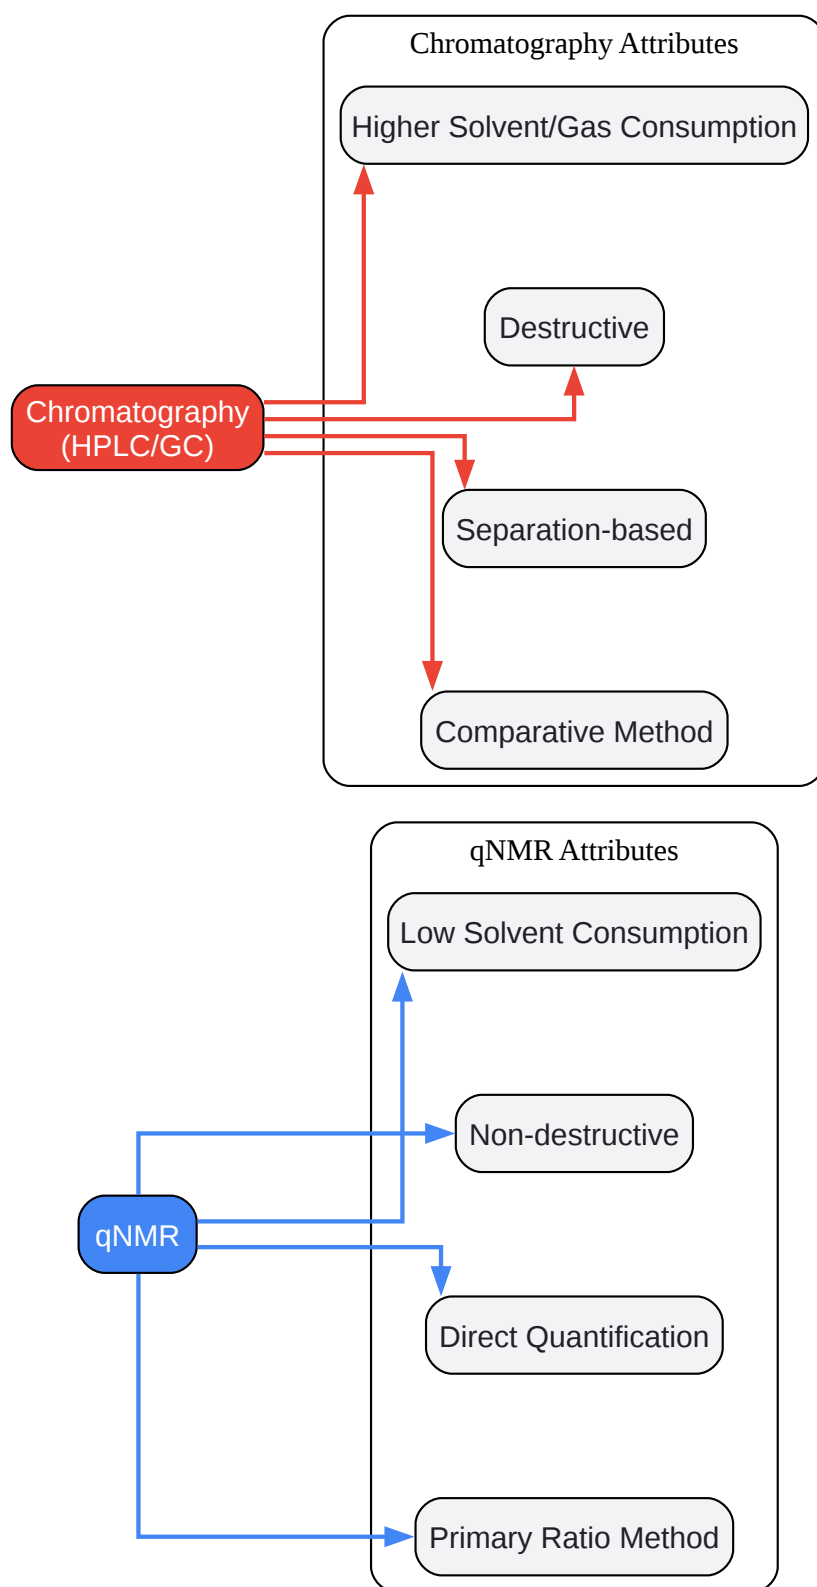 Chromatography Attributes
Higher Solvent/Gas Consumption
Destructive
Chromatography
(HPLC/GC)
Separation-based
Comparative Method
qNMR Attributes
Low Solvent Consumption
Non-destructive
qNMR
Direct Quantification
Primary Ratio Method